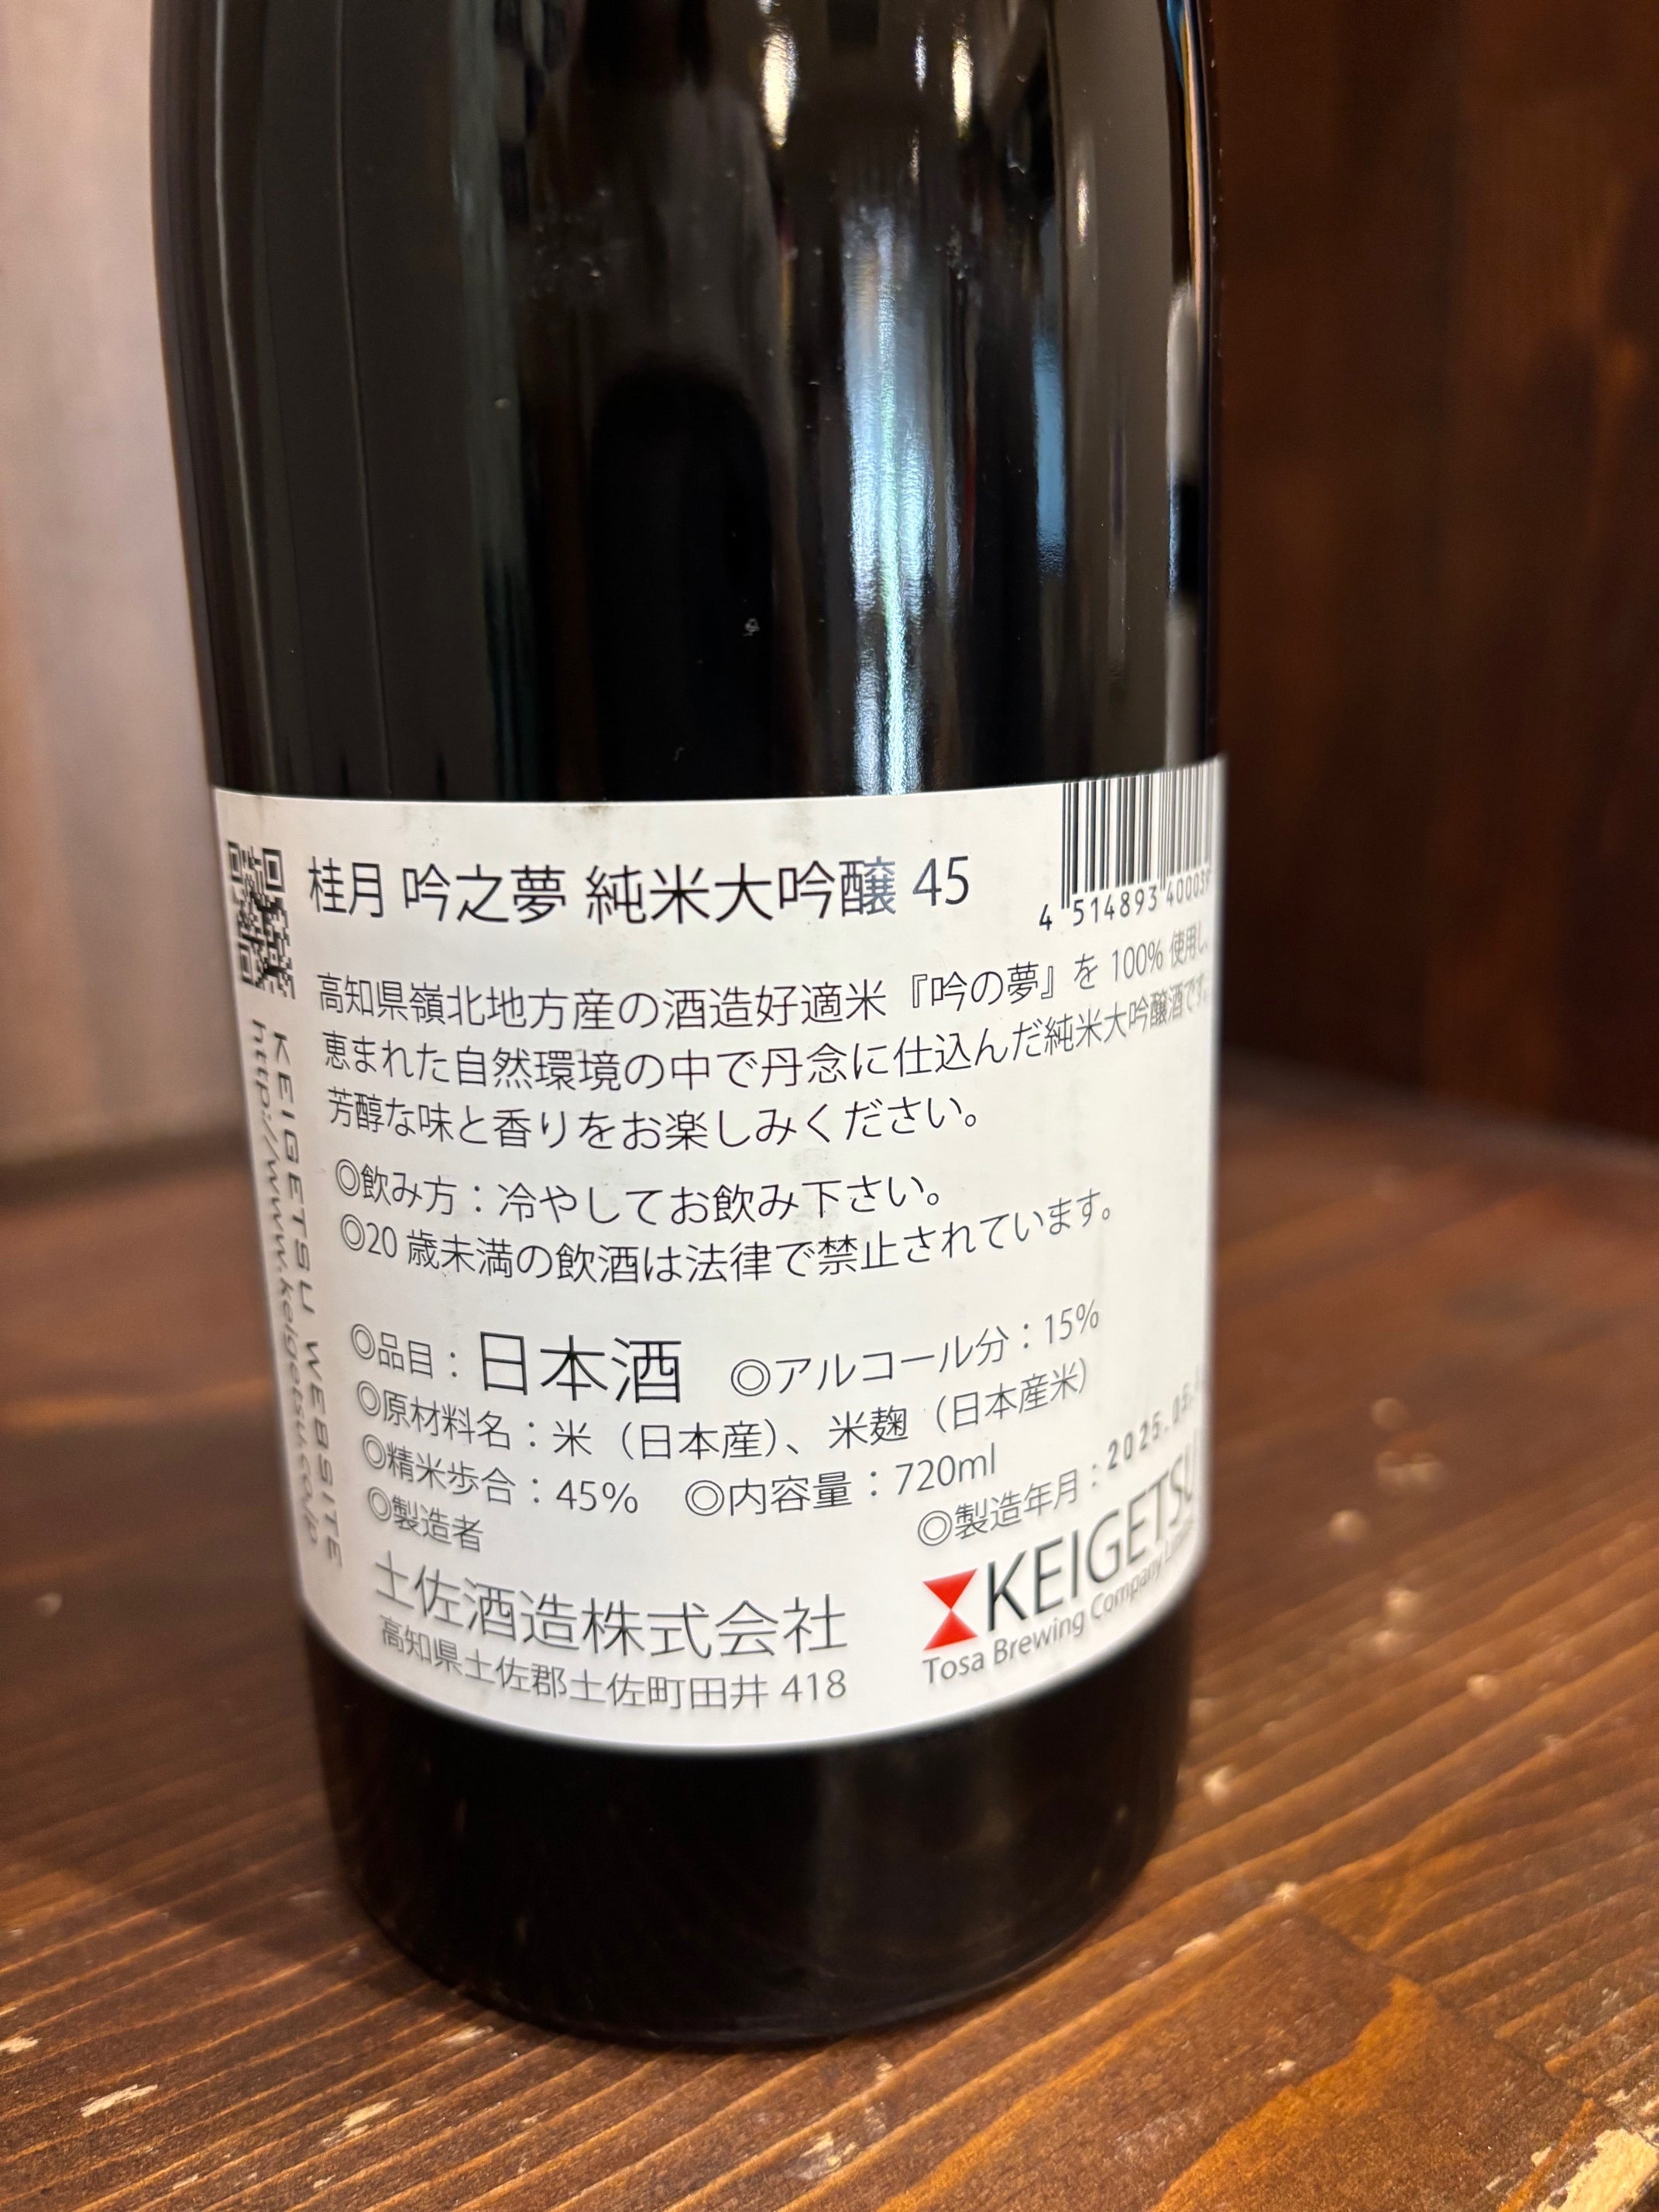 桂月 吟之夢 純米大吟醸 45
4 514893 40003
高知県嶺北地方産の酒造好適米『吟の夢』を 100% 使用し、
恵まれた自然環境の中で丹念に仕込んだ純米大吟醸酒です。
芳醇な味と香りをお楽しみください。
◎飲み方：冷やしてお飲み下さい。
◎20 歳未満の飲酒は法律で禁止されています。
◎品目：日本酒 ◎アルコール分：15%
◎原材料名：米（日本産）、米麹（日本産米）
◎精米歩合：45% ◎内容量：720ml
◎製造者 ◎製造年月：2025.05
土佐酒造株式会社
高知県土佐郡土佐町田井 418
KEIGETSU
Tosa Brewing Company
KEIGETSU WEBSITE
http://www.keigetsu.co.jp